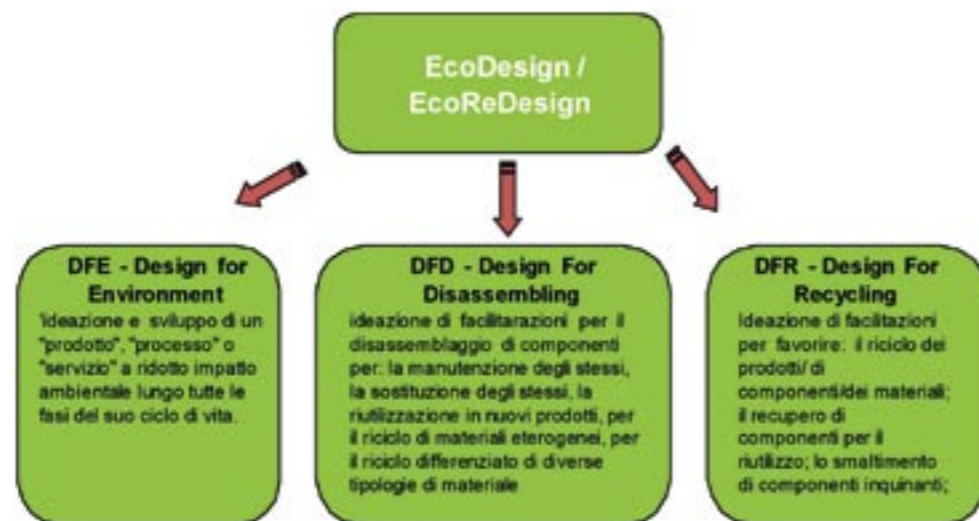 EcoDesign /
EcoReDesign
DFE - Design for
Environment
'Ideazione e sviluppo di un
"prodotto", "processo" o
"servizio" a ridotto impatto
ambientale lungo tutte le
fasi del suo ciclo di vita.
DFD - Design For
Disassembling
ideazione di facilitarazioni per il
disassemblaggio di componenti
per: la manutenzione degli stessi,
la sostituzione degli stessi, la
riutilizzazione in nuovi prodotti, per
il riciclo di materiali eterogenei, per
il riciclo differenziato di diverse
tipologie di materiale
DFR - Design For
Recycling
Ideazione di facilitazioni
per favorire: il riciclo dei
prodotti/ di
componenti/dei materiali;
il recupero di
componenti per il
riutilizzo; lo smaltimento
di componenti inquinanti;